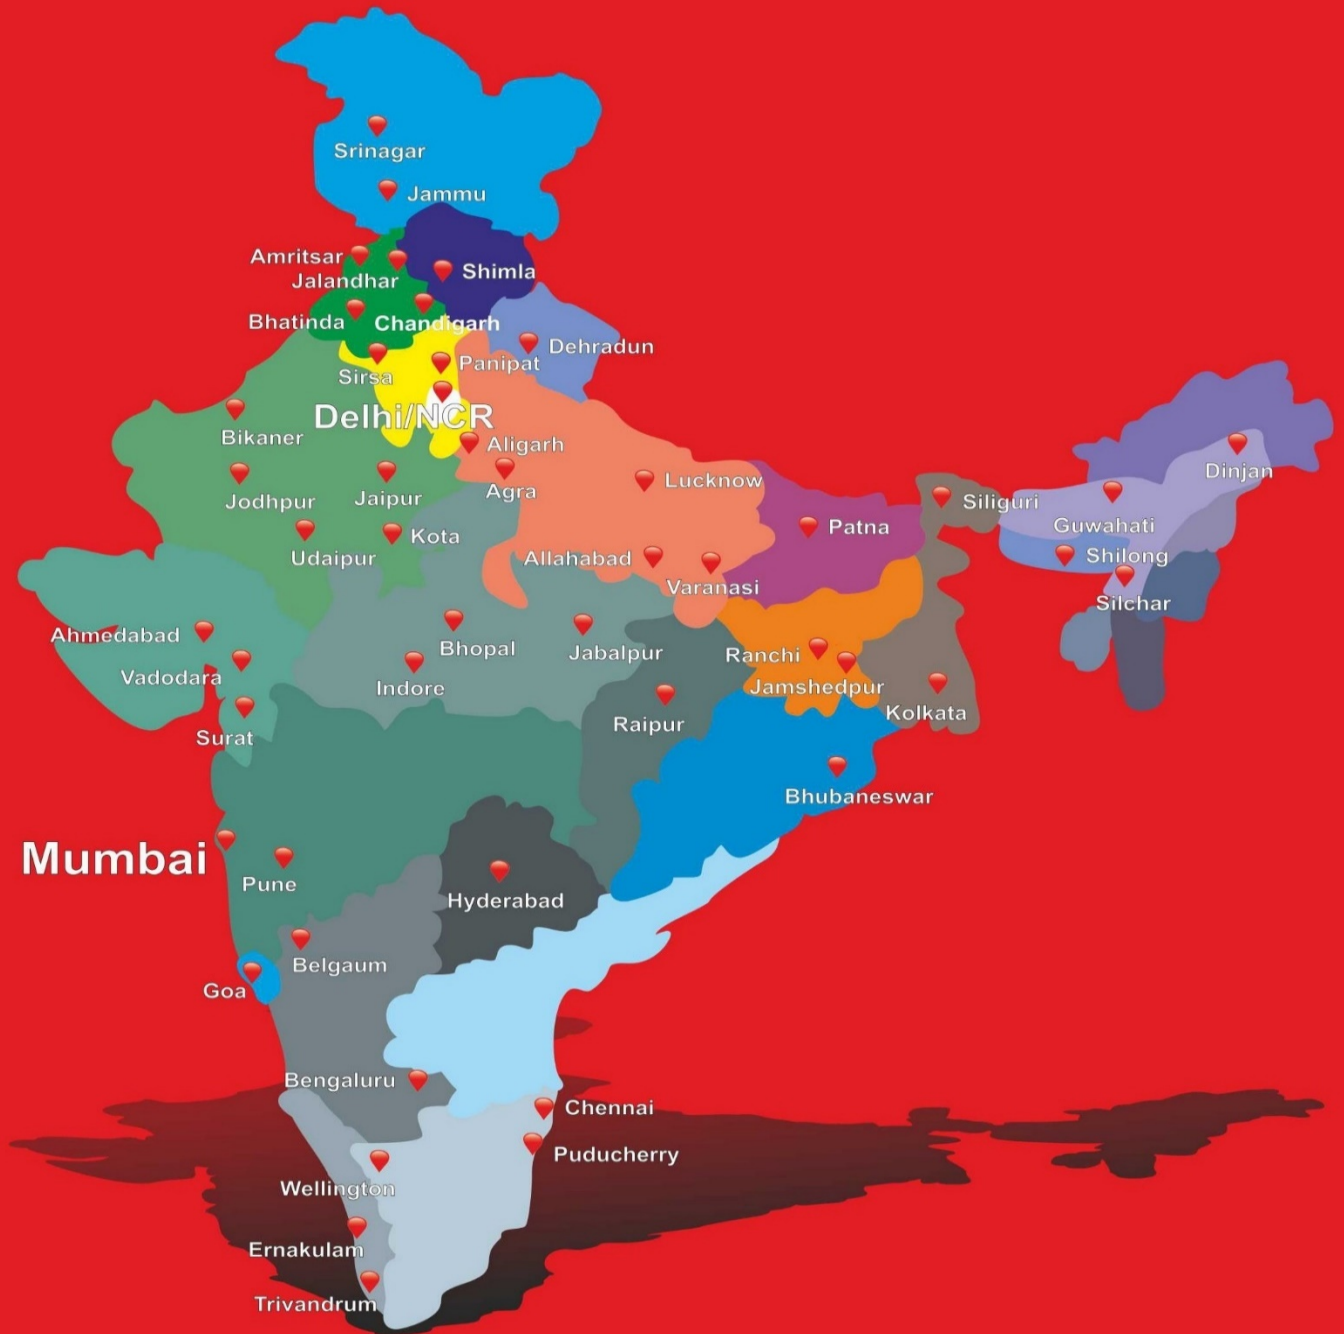 Srinagar
Jammu
Amritsar
Jalandhar
Shimla
Bhatinda
Chandigarh
Dehradun
Panipat
Sirsa
Delhi/NCR
Bikaner
Aligarh
Dinjan
Jodhpur
Jaipur
Agra
Lucknow
Siliguri
Guwahati
Udaipur
Kota
Patna
Allahabad
Shilong
Varanasi
Silchar
Ahmedabad
Bhopal
Jabalpur
Ranchi
Vadodara
Indore
Jamshedpur
Surat
Raipur
Kolkata
Bhubaneswar
Mumbai
Pune
Hyderabad
Belgaum
Goa
Bengaluru
Chennai
Puducherry
Wellington
Ernakulam
Trivandrum